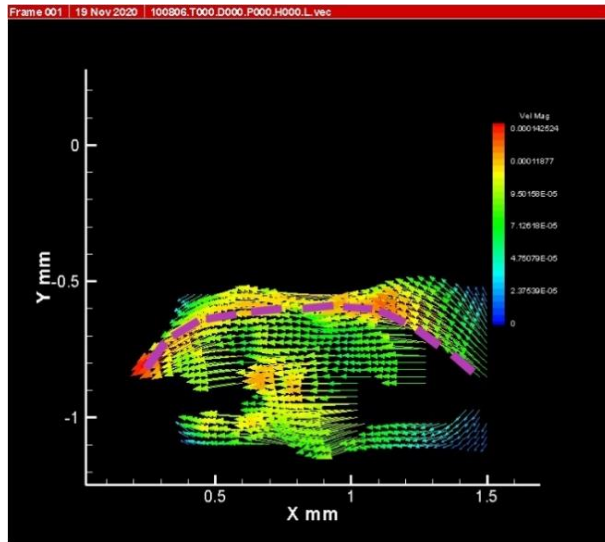 Frame 001 | 19 Nov 2020 | 100806.T000.D000.P000.H000.L.vec
Vel Mag
0.000142524
0.00011877
9.50158E-05
7.12618E-05
4.75079E-05
2.37539E-05
0
0
-0.5
-1
Y mm
0.5
1
1.5
X mm